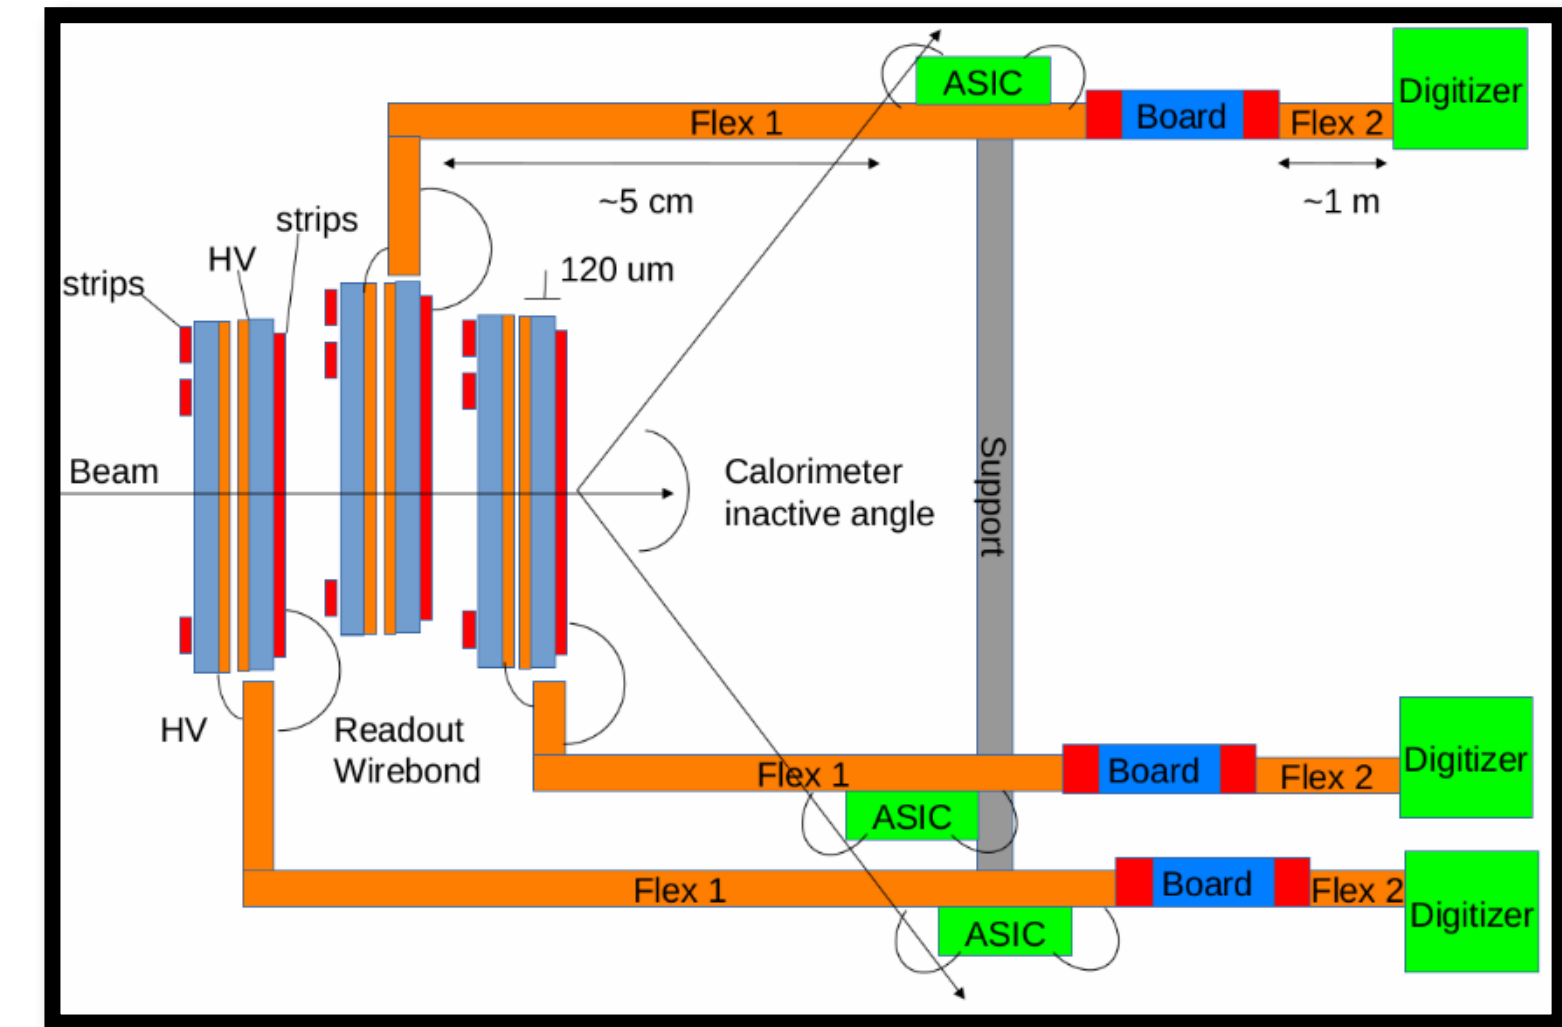 ASIC
Digitizer
Flex 1
Board
Flex 2
~5 cm
~1 m
strips
HV
strips
120 um
Beam
Calorimeter
inactive angle
Support
HV
Readout
Wirebond
Flex 1
Board
Flex 2
Digitizer
ASIC
Flex 1
Board
Flex 2
Digitizer
ASIC